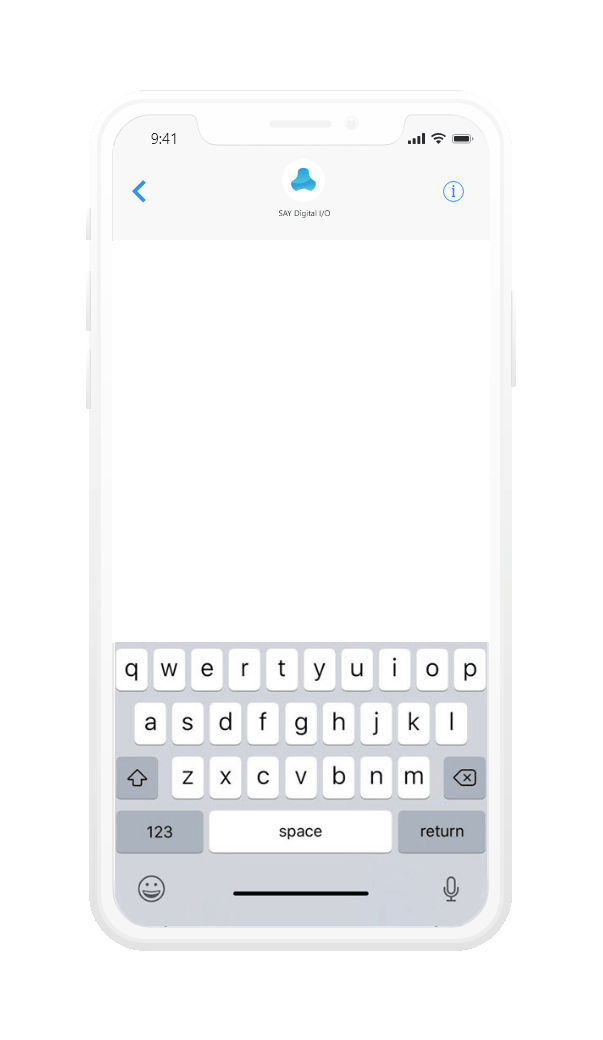 9:41
SAY Digital I/O
q w e r t y u i o p
a s d f g h j k l
z x c v b n m
123 space return